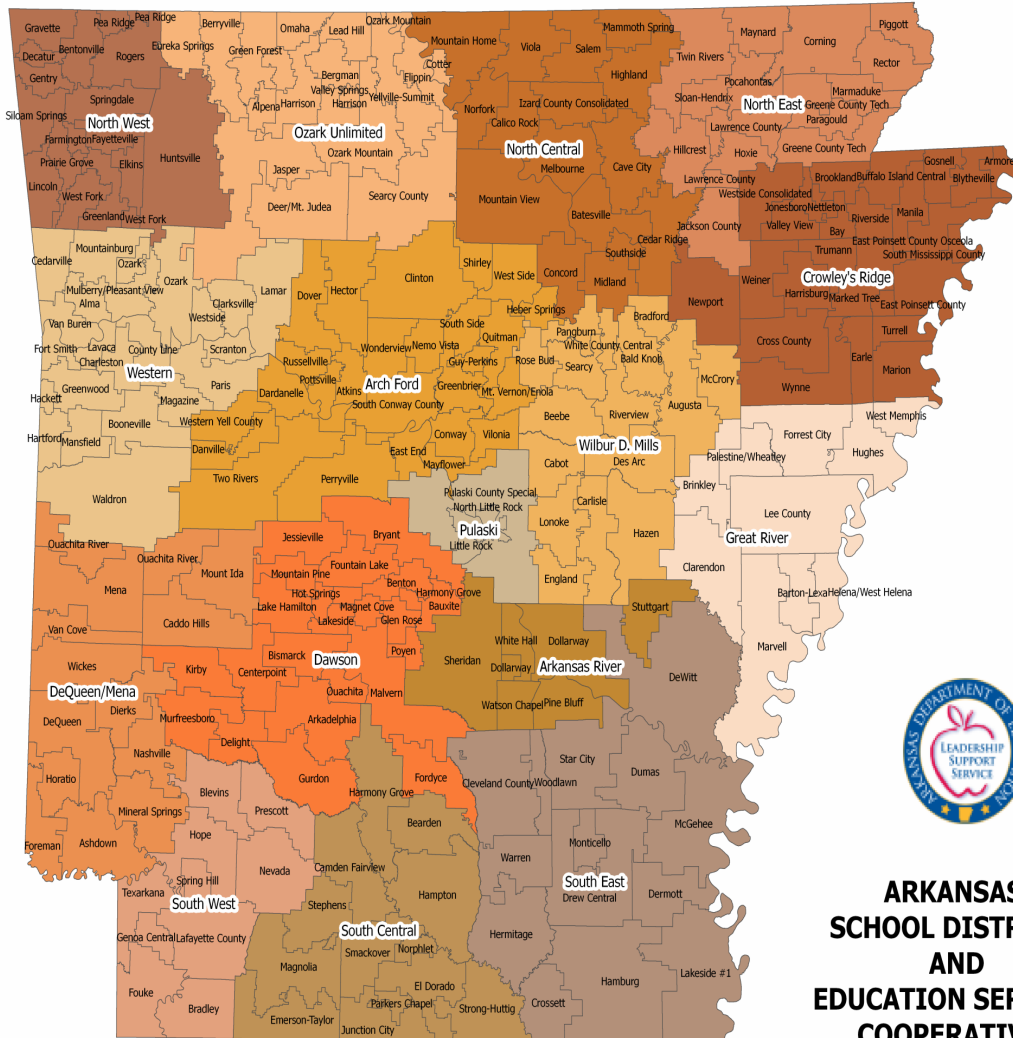 Gravette
Pea Ridge
Pea Ridge
Decatur
Bentonville
Rogers
Gentry
Springdale
Siloam Springs
North West
Farmington
Fayetteville
Prairie Grove
Elkins
Huntsville
Lincoln
West Fork
Greenland
West Fork
Berryville
Omaha
Lead Hill
Ozark Mountain
Eureka Springs
Green Forest
Cotter
Bergman
Flippin
Valley Springs
Alpena
Harrison
Harrison
Yellville-Summit
Ozark Unlimited
Ozark Mountain
Jasper
Searcy County
Deer/Mt. Judea
Mountain Home
Viola
Salem
Mammoth Spring
Highland
Norfork
Izard County Consolidated
Calico Rock
North Central
Melbourne
Cave City
Mountain View
Batesville
Cedar Ridge
Southside
Concord
Midland
Piggott
Maynard
Corning
Twin Rivers
Rector
Pocahontas
Marmaduke
Sloan-Hendrix
North East
Greene County Tech
Paragould
Lawrence County
Hillcrest
Hoxie
Greene County Tech
Lawrence County
Jackson County
Gosnell
Armore
Brookland
Buffalo Island Central
Blytheville
Westside Consolidated
Jonesboro
Nettleton
Manila
Valley View
Riverside
Bay
East Poinsett County
Osceola
Trumann
South Mississippi County
Weiner
Crowley's Ridge
Harrisburg
Marked Tree
East Poinsett County
Newport
Turrell
Cross County
Earle
Marion
Wynne
Mountainburg
Cedarville
Ozark
Ozark
Mulberry/Pleasant View
Lamar
Alma
Clarksville
Van Buren
Westside
Fort Smith
Lavaca
County Line
Scranton
Charleston
Western
Greenwood
Paris
Hackett
Magazine
Booneville
Hartford
Mansfield
Waldron
Clinton
Shirley
West Side
Dover
Hector
Heber Springs
South Side
Quitman
Wonderview
Nemo Vista
Russellville
Guy-Perkins
Pottsville
Arch Ford
Greenbrier
Dardanelle
Atkins
Mt. Vernon/Enola
South Conway County
Western Yell County
Conway
Vilonia
Danville
East End
Mayflower
Two Rivers
Perryville
Bradford
Pangburn
White County Central
Rose Bud
Bald Knob
Searcy
McCrory
Augusta
Beebe
Riverview
Wilbur D. Mills
Cabot
Des Arc
Carlisle
Lonoke
Hazen
England
West Memphis
Forrest City
Hughes
Palestine/Wheatley
Brinkley
Lee County
Great River
Clarendon
Barton-Lexa
Helena/West Helena
Marvell
Pulaski County Special
North Little Rock
Pulaski
Little Rock
Ouachita River
Ouachita River
Mount Ida
Mena
Van Cove
Caddo Hills
Wickes
DeQueen/Mena
Dierks
DeQueen
Nashville
Horatio
Mineral Springs
Foreman
Ashdown
Jessieville
Bryant
Fountain Lake
Mountain Pine
Benton
Hot Springs
Harmony Grove
Lake Hamilton
Magnet Cove
Bauxite
Lakeside
Glen Rose
Poyen
Bismarck
Dawson
Kirby
Centerpoint
Ouachita
Malvern
Murfreesboro
Arkadelphia
Delight
Gurdon
Fordyce
Stuttgart
White Hall
Dollarway
Sheridan
Dollarway
Arkansas River
Watson Chapel
Pine Bluff
DeWitt
Star City
Cleveland County
Woodlawn
Dumas
McGehee
Monticello
Warren
South East
Drew Central
Dermott
Hermitage
Lakeside #1
Hamburg
Crossett
Blevins
Prescott
Hope
Nevada
Spring Hill
Texarkana
South West
Genoa Central
Lafayette County
Fouke
Bradley
Harmony Grove
Bearden
Camden Fairview
Hampton
Stephens
South Central
Norphlet
Smackover
Magnolia
El Dorado
Parkers Chapel
Strong-Huttig
Emerson-Taylor
Junction City
ARKANSAS DEPARTMENT OF
LEADERSHIP
SUPPORT
SERVICE
ARKANSAS
SCHOOL DISTR
AND
EDUCATION SER
COOPERATIV